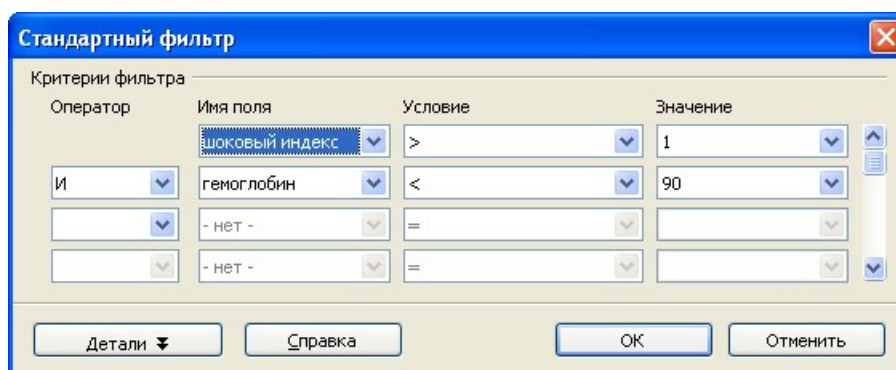 Стандартный фильтр
Критерии фильтра
Оператор Имя поля Условие Значение
шоковый индекс > 1
И гемоглобин < 90
- нет - =
- нет - =
Детали Справка ОК Отменить